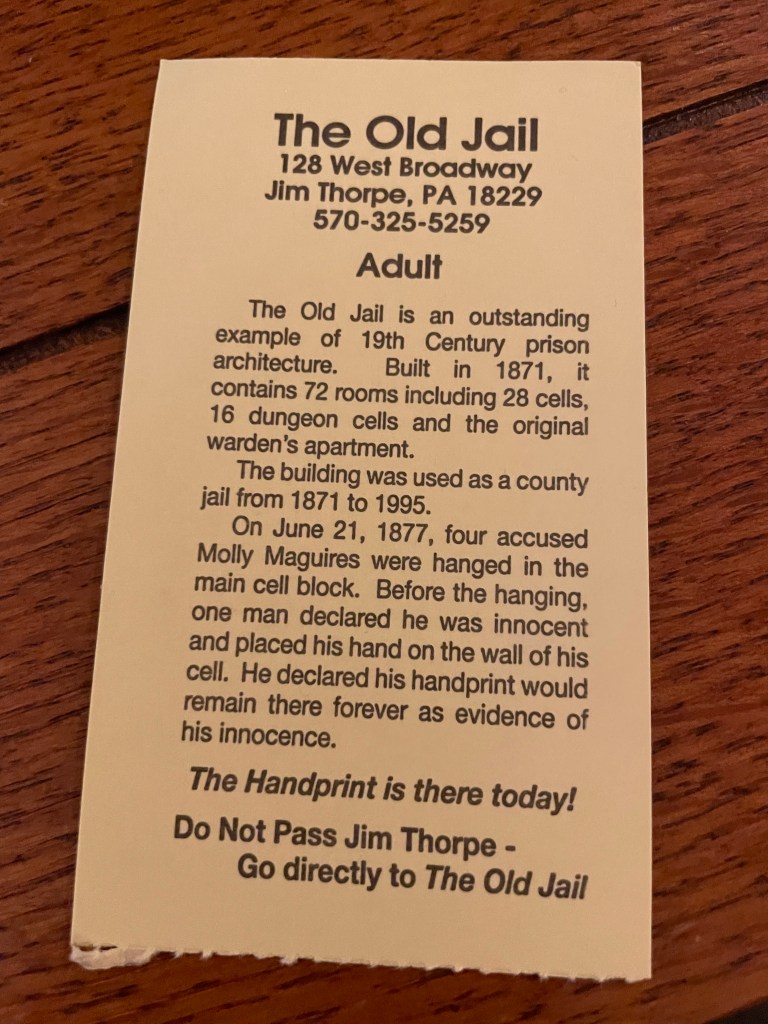 The Old Jail
128 West Broadway
Jim Thorpe, PA 18229
570-325-5259
Adult
The Old Jail is an outstanding
example of 19th Century prison
architecture. Built in 1871, it
contains 72 rooms including 28 cells,
16 dungeon cells and the original
warden's apartment.
The building was used as a county
jail from 1871 to 1995.
On June 21, 1877, four accused
Molly Maguires were hanged in the
main cell block. Before the hanging,
one man declared he was innocent
and placed his hand on the wall of his
cell. He declared his handprint would
remain there forever as evidence of
his innocence.
The Handprint is there today!
Do Not Pass Jim Thorpe -
Go directly to The Old Jail